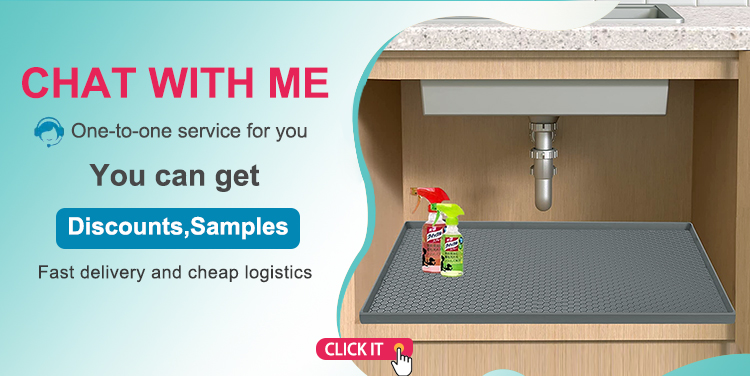 CHAT WITH ME
One-to-one service for you
You can get
Discounts,Samples
Fast delivery and cheap logistics
CLICK IT